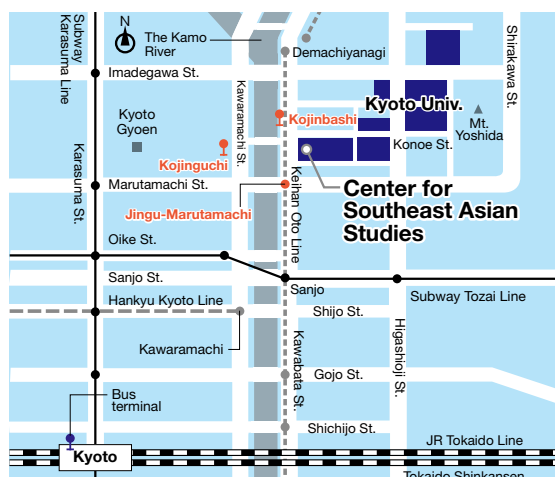 Subway
Karasuma Line
N
The Kamo
River
Demachiyanagi
Shirakawa St.
Imadegawa St.
Kawaramachi St.
Kyoto Univ.
Kyoto
Gyoen
Kojinbashi
Mt.
Yoshida
Kojinguchi
Konoe St.
Karasuma St.
Marutamachi St.
Keihan Oto Line
Center for
Southeast Asian
Studies
Jingu-Marutamachi
Oike St.
Sanjo St.
Sanjo
Subway Tozai Line
Hankyu Kyoto Line
Shijo St.
Kawaramachi
Kawabata St.
Higashioji St.
Gojo St.
Bus
terminal
Shichijo St.
JR Tokaido Line
Kyoto
Tokaido Shinkansen